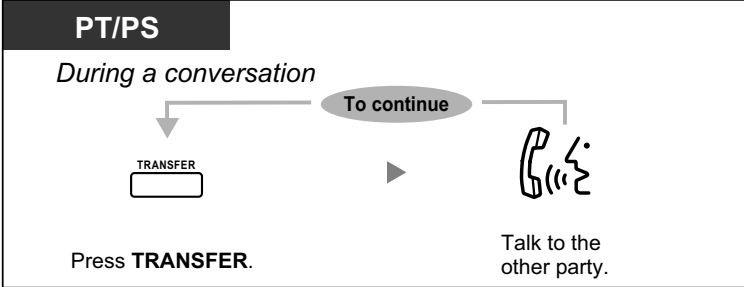 PT/PS
During a conversation
To continue
TRANSFER
Press TRANSFER.
Talk to the
other party.